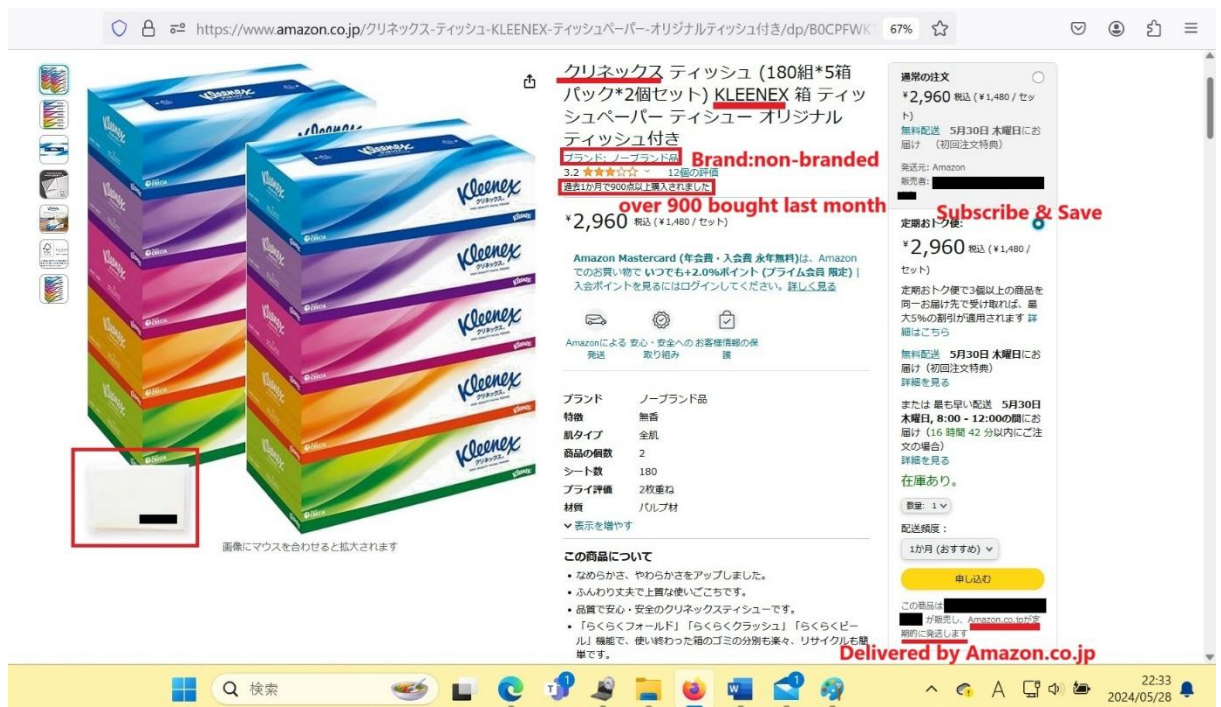 https://www.amazon.co.jp/クリネックス-ティッシュ-KLEENEX-ティッシュペーパー-オリジナルティッシュ付き/dp/B0CPFWK
67%
Kleenex
クリネックス ティッシュ (180組*5箱
パック*2個セット) KLEENEX 箱 ティッ
シュペーパー ティシュー オリジナル
ティッシュ付き
ブランド: ノーブランド品
Brand:non-branded
3.2
12個の評価
過去1か月で900点以上購入されました
over 900 bought last month
¥2,960 税込 (¥1,480 / セット)
Amazon Mastercard (年会費・入会費 永年無料)は、Amazon
でのお買い物で いつでも+2.0%ポイント (プライム会員 限定) |
入会ポイントを見るにはログインしてください。詳しく見る
Amazonによる発送
安心・安全への取り組み
お客様情報の保護
ブランド ノーブランド品
特徴 無香
肌タイプ 全肌
商品の個数 2
シート数 180
プライ評価 2枚重ね
材質 パルプ材
表示を増やす
この商品について
• なめらかさ、やわらかさをアップしました。
• ふんわり丈夫で上質な使いごこちです。
• 品質で安心・安全のクリネックスティシューです。
• 「らくらくフォールド」「らくらくクラッシュ」「らくらくピー
ル」機能で、使い終わった箱のゴミの分別も楽々、リサイクルも簡
単です。
画像にマウスを合わせると拡大されます
通常の注文
¥2,960 税込 (¥1,480 / セッ
ト)
無料配送 5月30日 木曜日にお
届け (初回注文特典)
発送元: Amazon
販売者:
Subscribe & Save
定期おトク便:
¥2,960 税込 (¥1,480 /
セット)
定期おトク便で3個以上の商品を
同一お届け先で受け取れば、最
大5%の割引が適用されます 詳
細はこちら
無料配送 5月30日 木曜日にお
届け (初回注文特典)
詳細を見る
または 最も早い配送 5月30日
木曜日, 8:00 - 12:00の間にお
届け (16 時間 42 分以内にご注
文の場合)
詳細を見る
在庫あり。
数量: 1
配送頻度 :
1か月 (おすすめ)
申し込む
この商品は
が販売し、Amazon.co.jpが定
期的に発送します
Delivered by Amazon.co.jp
検索
A
22:33
2024/05/28